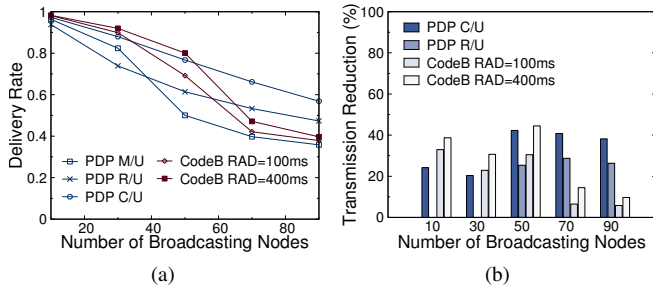 1
0.8
0.6
0.4
0.2
0
Delivery Rate
PDP M/U
PDP R/U
PDP C/U
CodeB RAD=100ms
CodeB RAD=400ms
20 40 60 80
Number of Broadcasting Nodes
(a)
100
80
60
40
20
0
Transmission Reduction (%)
PDP C/U
PDP R/U
CodeB RAD=100ms
CodeB RAD=400ms
10 30 50 70 90
Number of Broadcasting Nodes
(b)